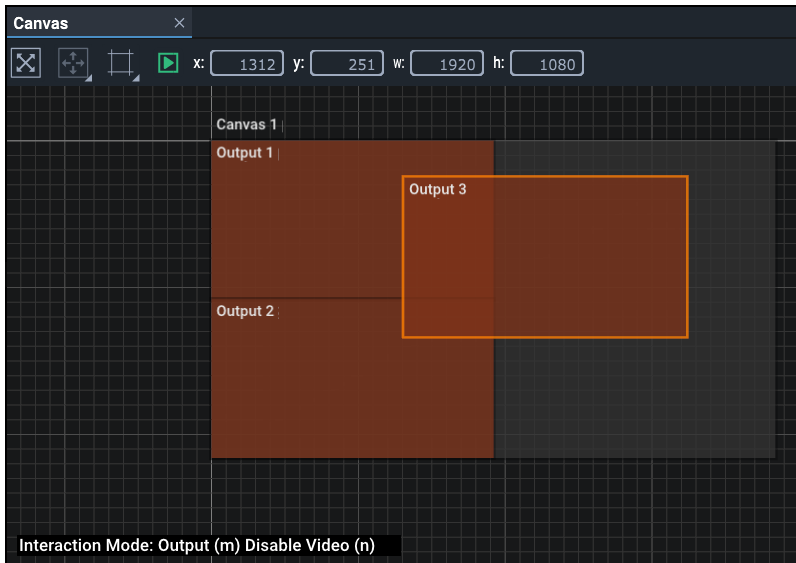 Canvas
x: 1312 y: 251 w: 1920 h: 1080
Canvas 1
Output 1
Output 3
Output 2
Interaction Mode: Output (m) Disable Video (n)